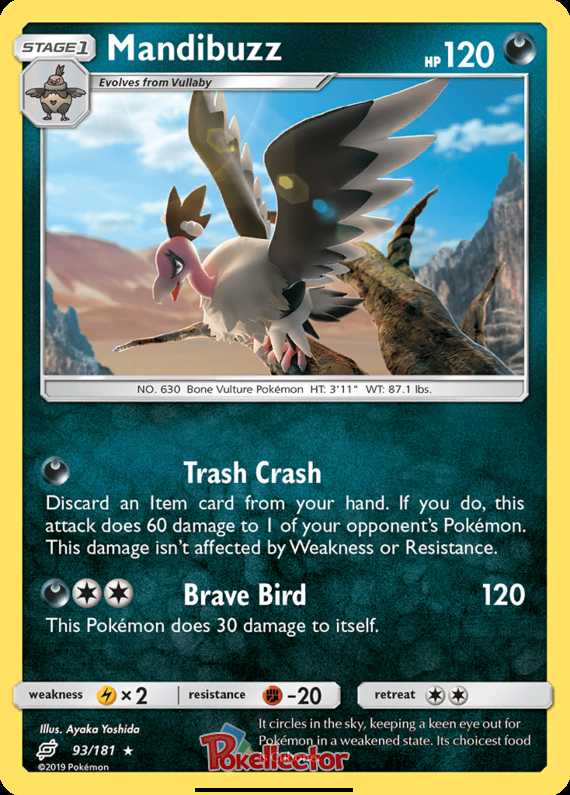 STAGE1
Mandibuzz
HP 120
Evolves from Vullaby
NO. 630 Bone Vulture Pokémon HT: 3'11" WT: 87.1 lbs.
Trash Crash
Discard an Item card from your hand. If you do, this
attack does 60 damage to 1 of your opponent's Pokémon.
This damage isn't affected by Weakness or Resistance.
Brave Bird 120
This Pokémon does 30 damage to itself.
weakness ×2 resistance -20 retreat
Illus. Ayaka Yoshida
93/181 ★
©2019 Pokémon
It circles in the sky, keeping a keen eye out for
Pokémon in a weakened state. Its choicest food
Pokellector